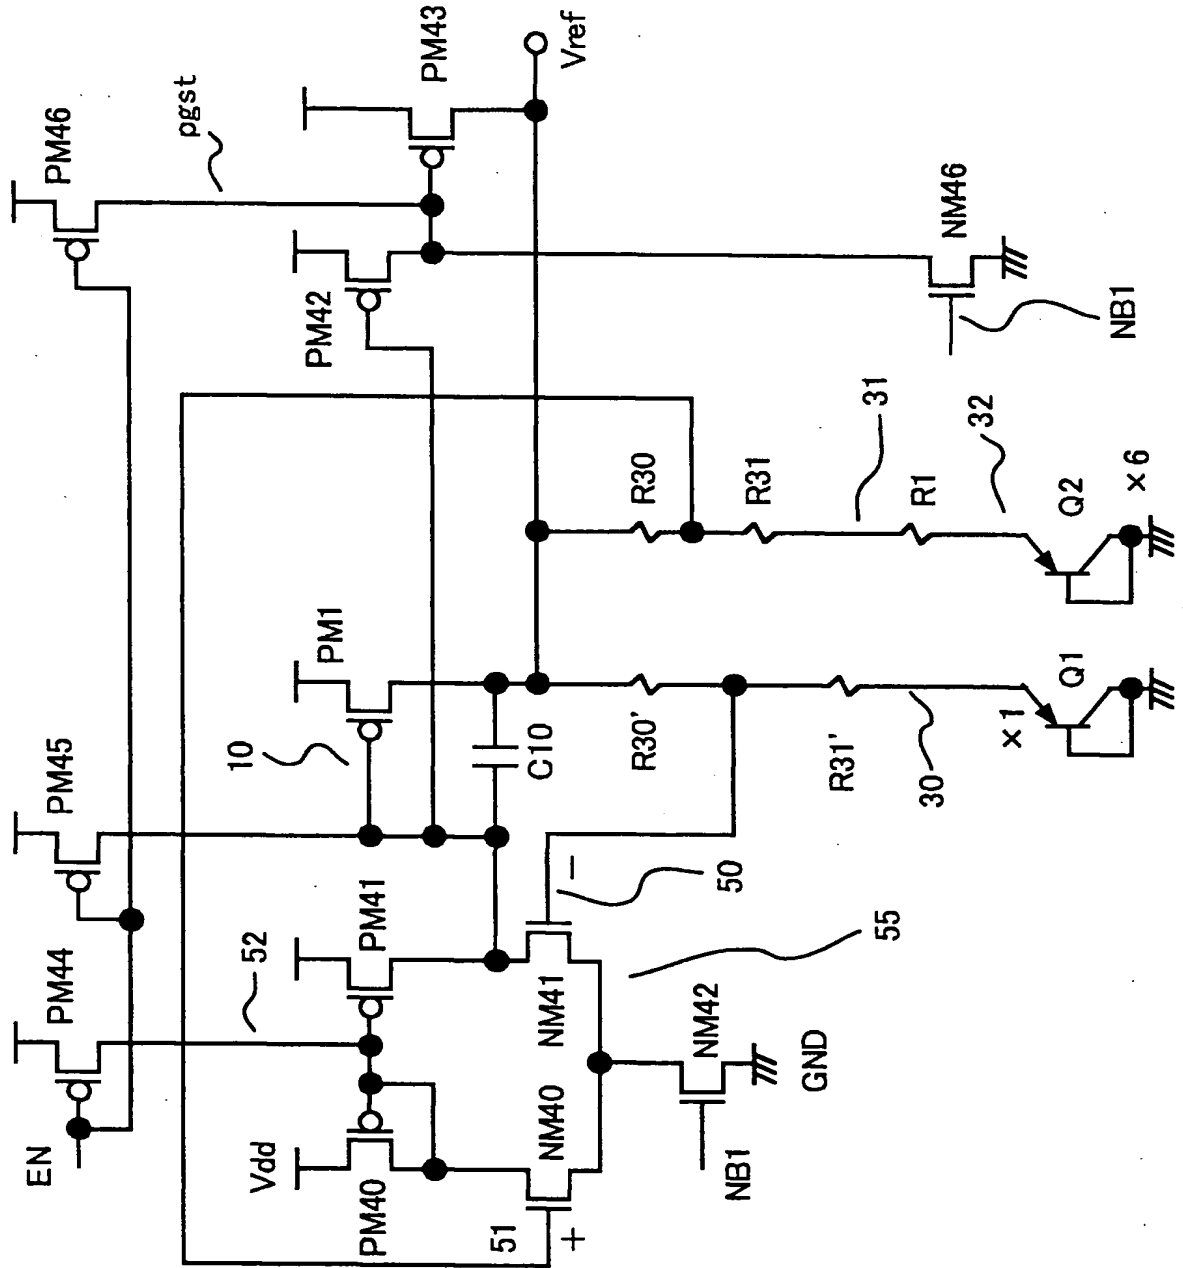 EN
PM44
PM45
PM46
52
10
pgst
Vdd
PM40
PM41
PM1
PM42
PM43
Vref
51
+
NM40
NM41
−
50
C10
55
NB1
NM42
GND
R30'
R30
R31'
R31
30
31
R1
32
×1
Q1
Q2
×6
NM46
NB1